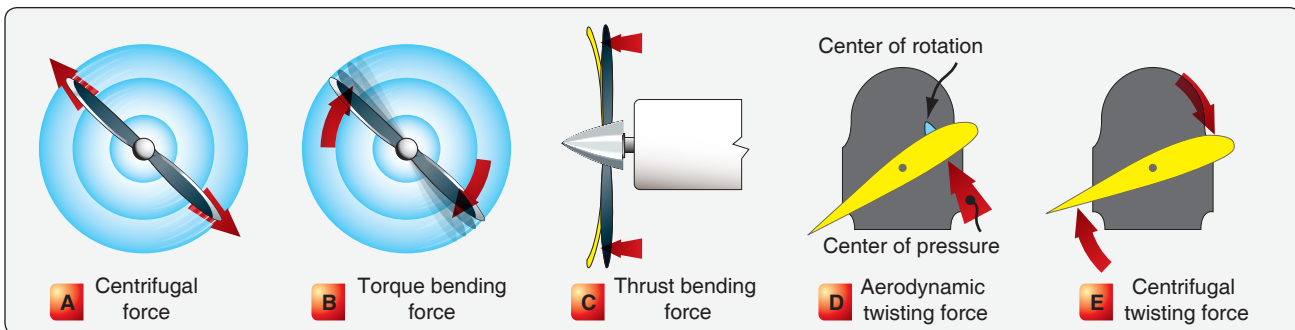 Center of rotation
Center of pressure
A
Centrifugal
force
B
Torque bending
force
C
Thrust bending
force
D
Aerodynamic
twisting force
E
Centrifugal
twisting force